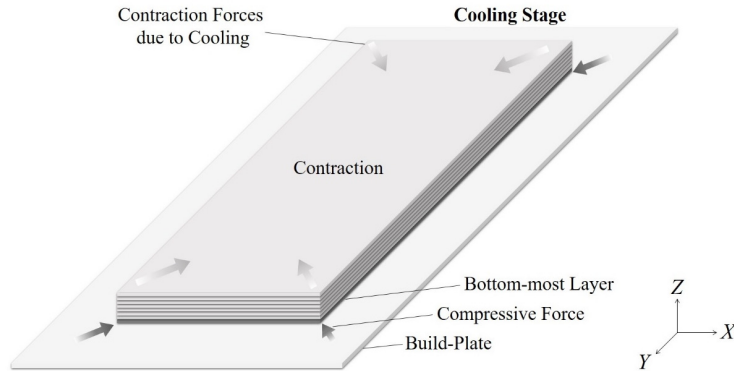 Contraction Forces
due to Cooling
Cooling Stage
Contraction
Bottom-most Layer
Compressive Force
Build-Plate
Z
X
Y